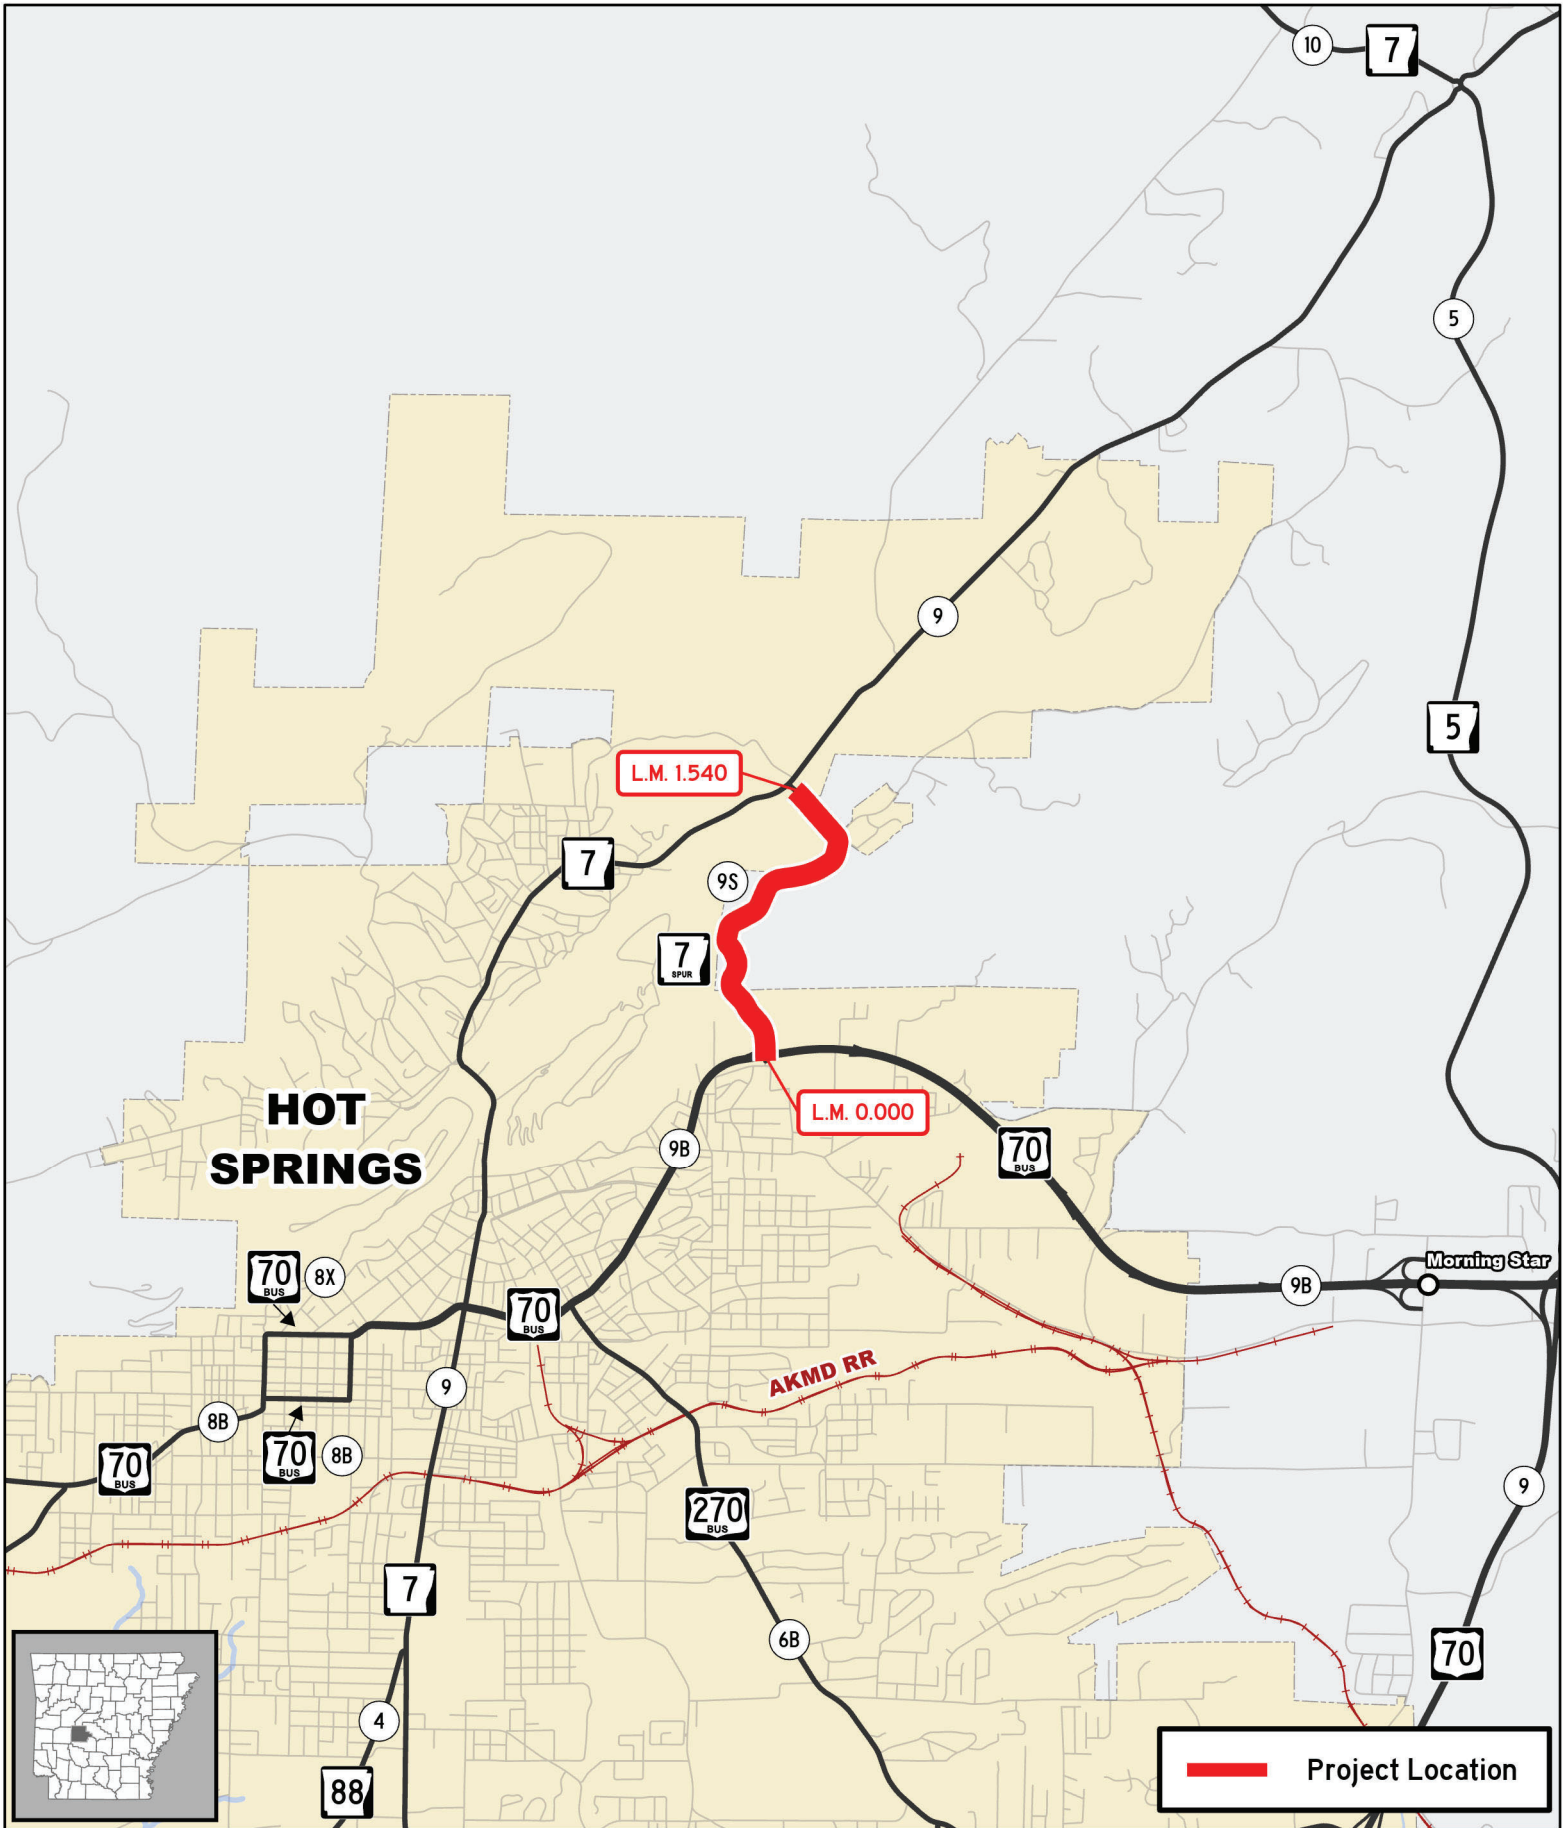 10
7
5
9
5
L.M. 1.540
7
9S
7
SPUR
L.M. 0.000
HOT
SPRINGS
9B
70
BUS
Morning Star
9B
70
BUS
8X
70
BUS
AKMD RR
9
8B
70
BUS
70
BUS
8B
270
BUS
9
7
6B
70
4
88
Project Location